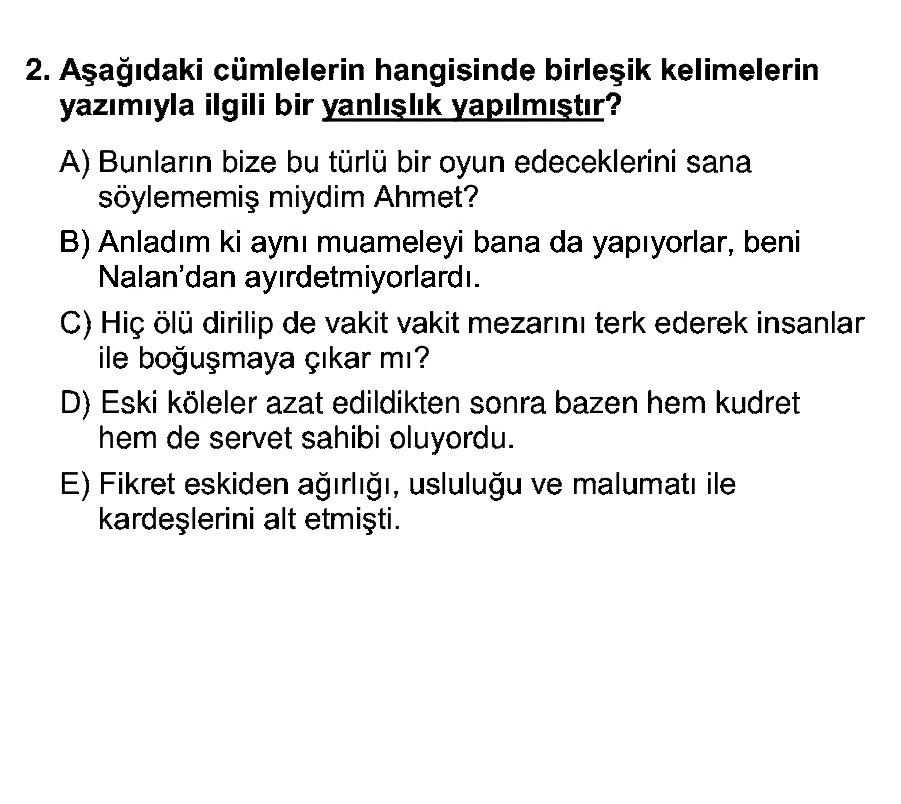 2. Aşağıdaki cümlelerin hangisinde birleşik kelimelerin
yazımıyla ilgili bir yanlışlık yapılmıştır?
A) Bunların bize bu türlü bir oyun edeceklerini sana
söylememiş miydim Ahmet?
B) Anladım ki aynı muameleyi bana da yapıyorlar, beni
Nalan’dan ayırdetmiyorlardı.
C) Hiç ölü dirilip de vakit vakit mezarını terk ederek insanlar
ile boğuşmaya çıkar mı?
D) Eski köleler azat edildikten sonra bazen hem kudret
hem de servet sahibi oluyordu.
E) Fikret eskiden ağırlığı, usluluğu ve malumatı ile
kardeşlerini alt etmişti.